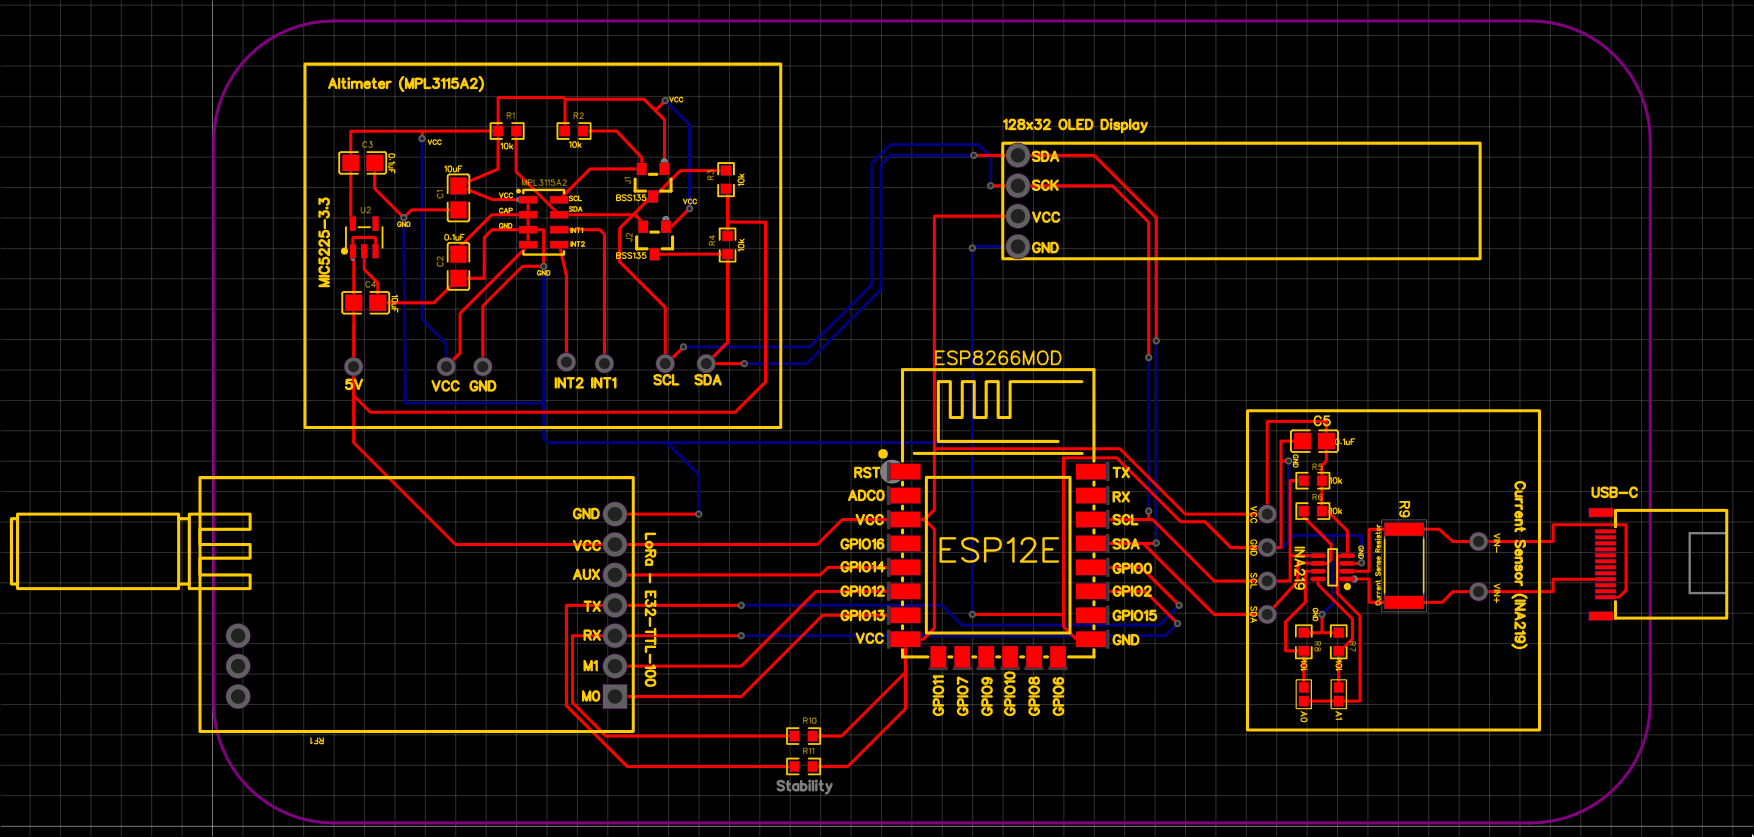 Altimeter (MPL3115A2)
VCC
R1
R2
10k
10k
VCC
C3
0.1uF
10uF
C1
MPL3115A2
VCC
CAP
GND
SCL
SDA
INT1
INT2
J1
BSS135
VCC
R3
10k
U2
GND
MIC5225-3.3
0.1uF
C2
GND
J2
BSS135
R4
10k
C4
10uF
5V
VCC
GND
INT2
INT1
SCL
SDA
128x32 OLED Display
SDA
SCK
VCC
GND
ESP8266MOD
RST
ADC0
VCC
GPIO16
GPIO14
GPIO12
GPIO13
VCC
ESP12E
TX
RX
SCL
SDA
GPIO0
GPIO2
GPIO15
GND
GPIO11
GPIO7
GPIO9
GPIO10
GPIO8
GPIO6
GND
VCC
AUX
TX
RX
M1
M0
LoRa - E32-TTL-100
RF1
R10
R11
Stability
C5
0.1uF
GND
10k
R6
10k
VCC
GND
SCL
SDA
INA219
GND
GND
Current Sense Resistor
R9
R8
R7
10k
10k
A0
A1
VIN-
VIN+
Current Sensor (INA219)
USB-C